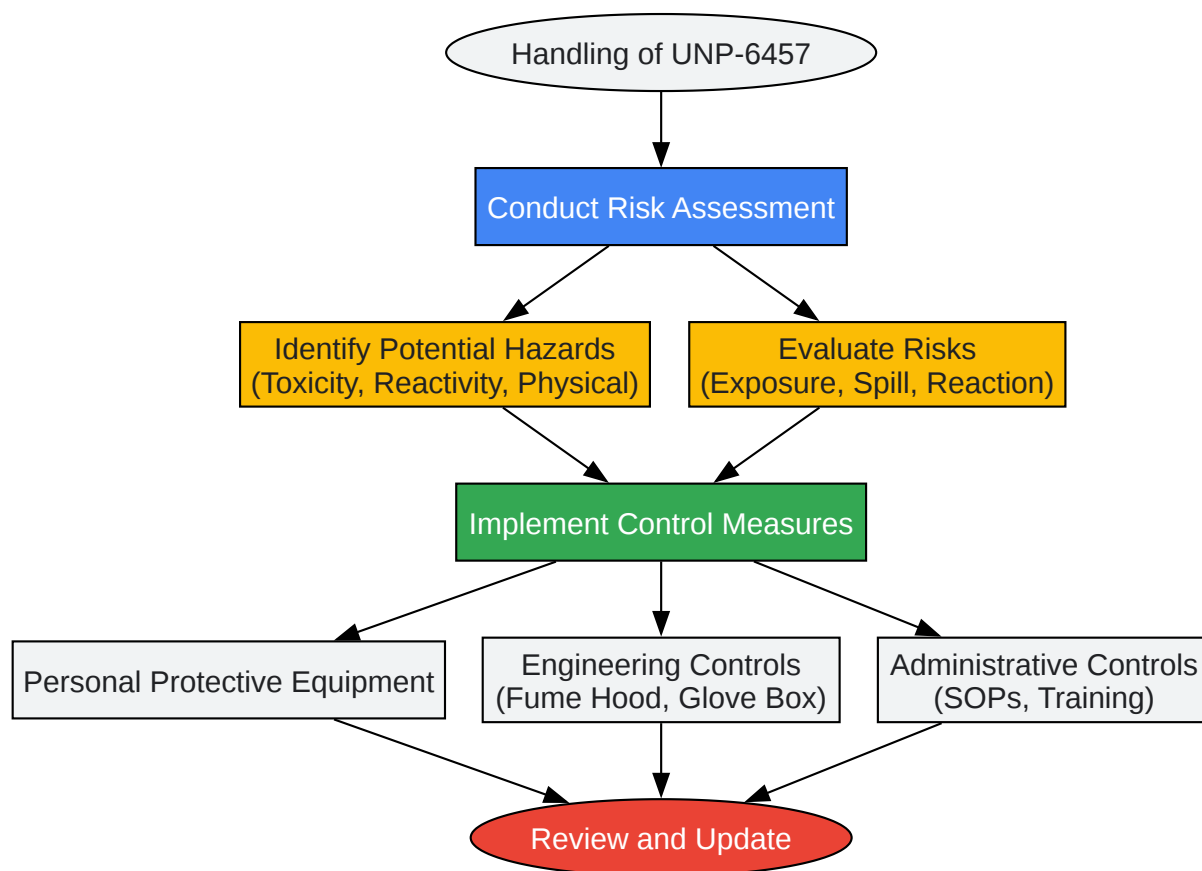 Handling of UNP-6457
Conduct Risk Assessment
Identify Potential Hazards
(Toxicity, Reactivity, Physical)
Evaluate Risks
(Exposure, Spill, Reaction)
Implement Control Measures
Personal Protective Equipment
Engineering Controls
(Fume Hood, Glove Box)
Administrative Controls
(SOPs, Training)
Review and Update